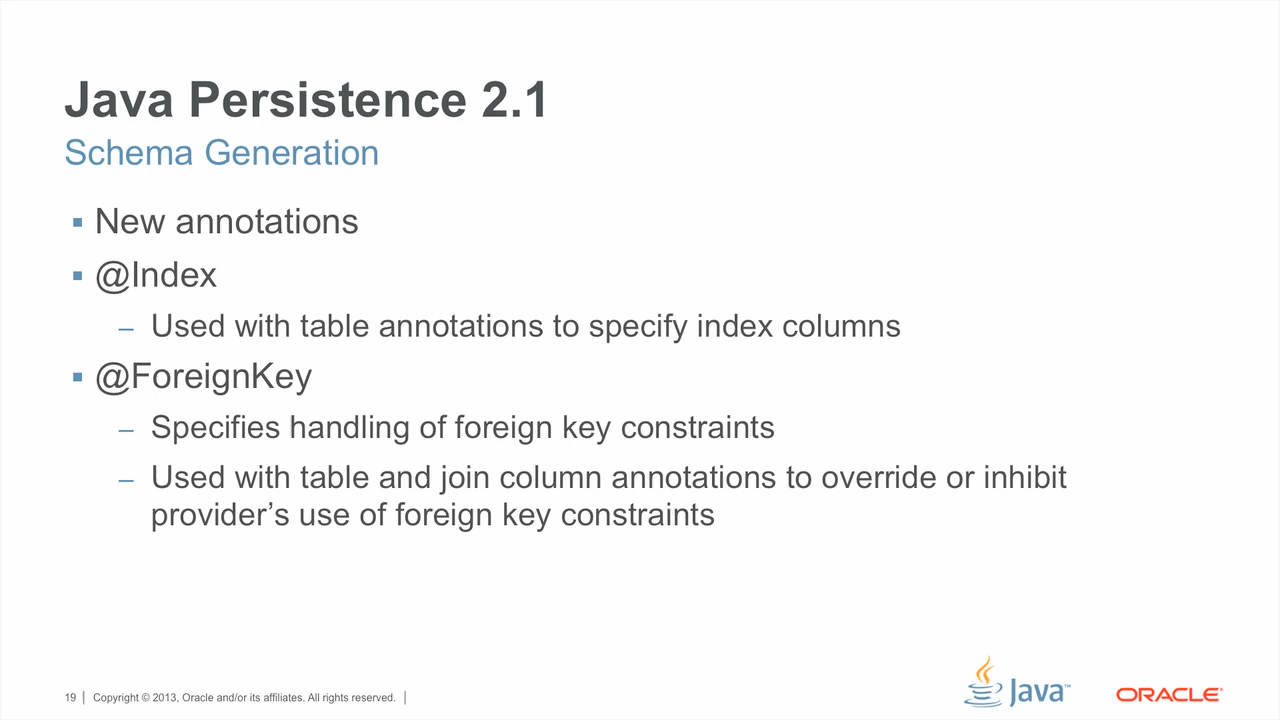 Java Persistence 2.1
Schema Generation
▪ New annotations
▪ @Index
– Used with table annotations to specify index columns
▪ @ForeignKey
– Specifies handling of foreign key constraints
– Used with table and join column annotations to override or inhibit
provider’s use of foreign key constraints
19 | Copyright © 2013, Oracle and/or its affiliates. All rights reserved. |
Java™
ORACLE®